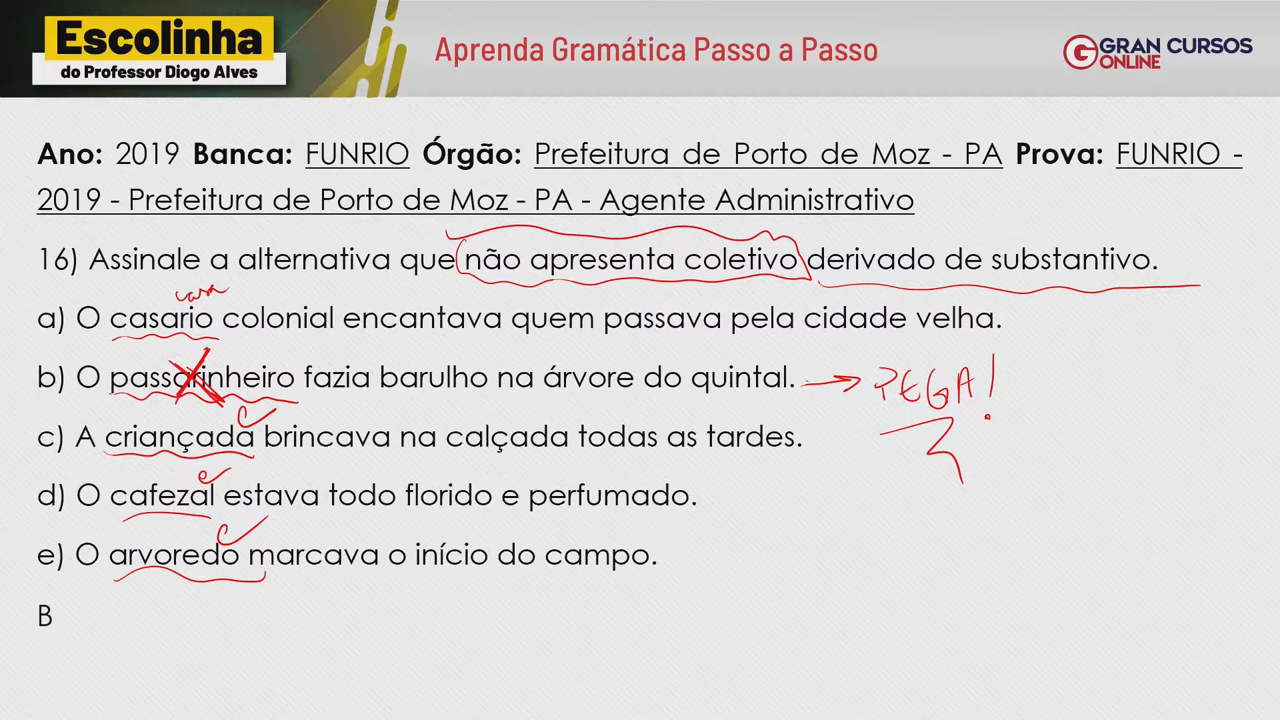 Escolinha
do Professor Diogo Alves
Aprenda Gramática Passo a Passo
GRAN CURSOS
ONLINE
Ano: 2019 Banca: FUNRIO Órgão: Prefeitura de Porto de Moz - PA Prova: FUNRIO -
2019 - Prefeitura de Porto de Moz - PA - Agente Administrativo
16) Assinale a alternativa que não apresenta coletivo derivado de substantivo.
casa
a) O casario colonial encantava quem passava pela cidade velha.
b) O passarinheiro fazia barulho na árvore do quintal. PEGA!
c) A criançada brincava na calçada todas as tardes.
d) O cafezal estava todo florido e perfumado.
e) O arvoredo marcava o início do campo.
B